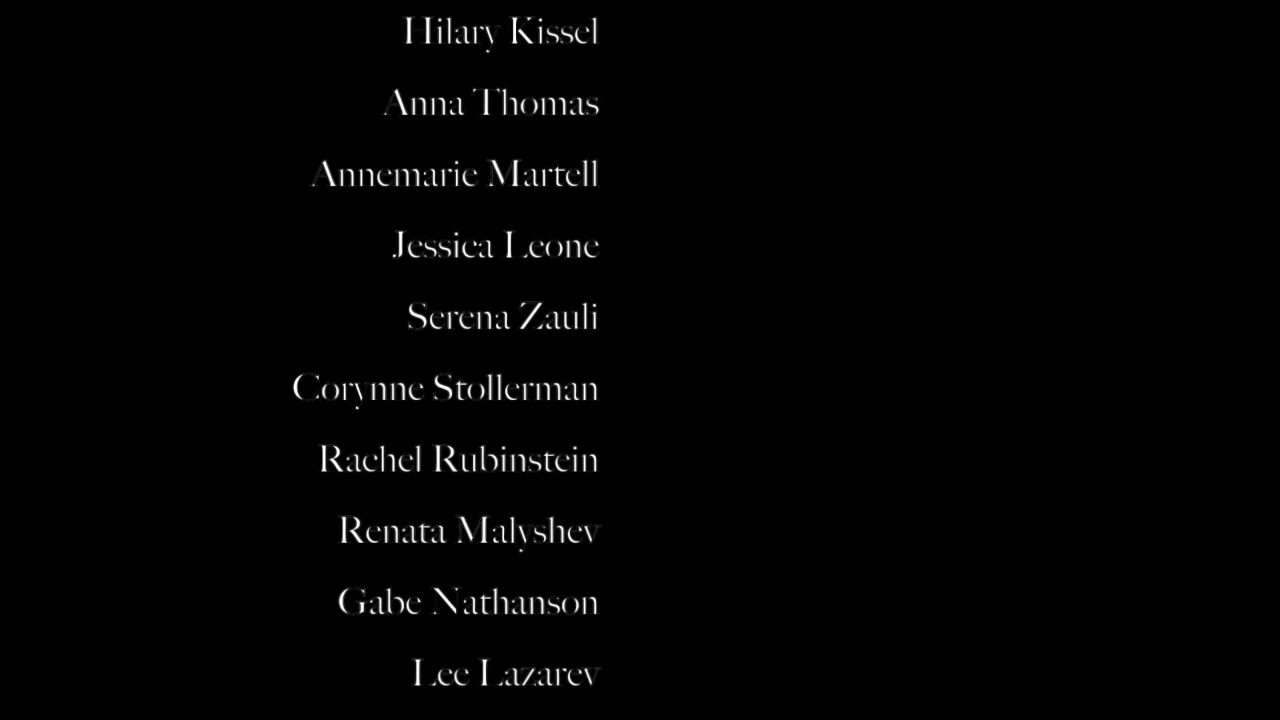 Hilary Kissel
Anna Thomas
Annemarie Martell
Jessica Leone
Serena Zauli
Corynne Stollerman
Rachel Rubinstein
Renata Malyshev
Gabe Nathanson
Lee Lazarev